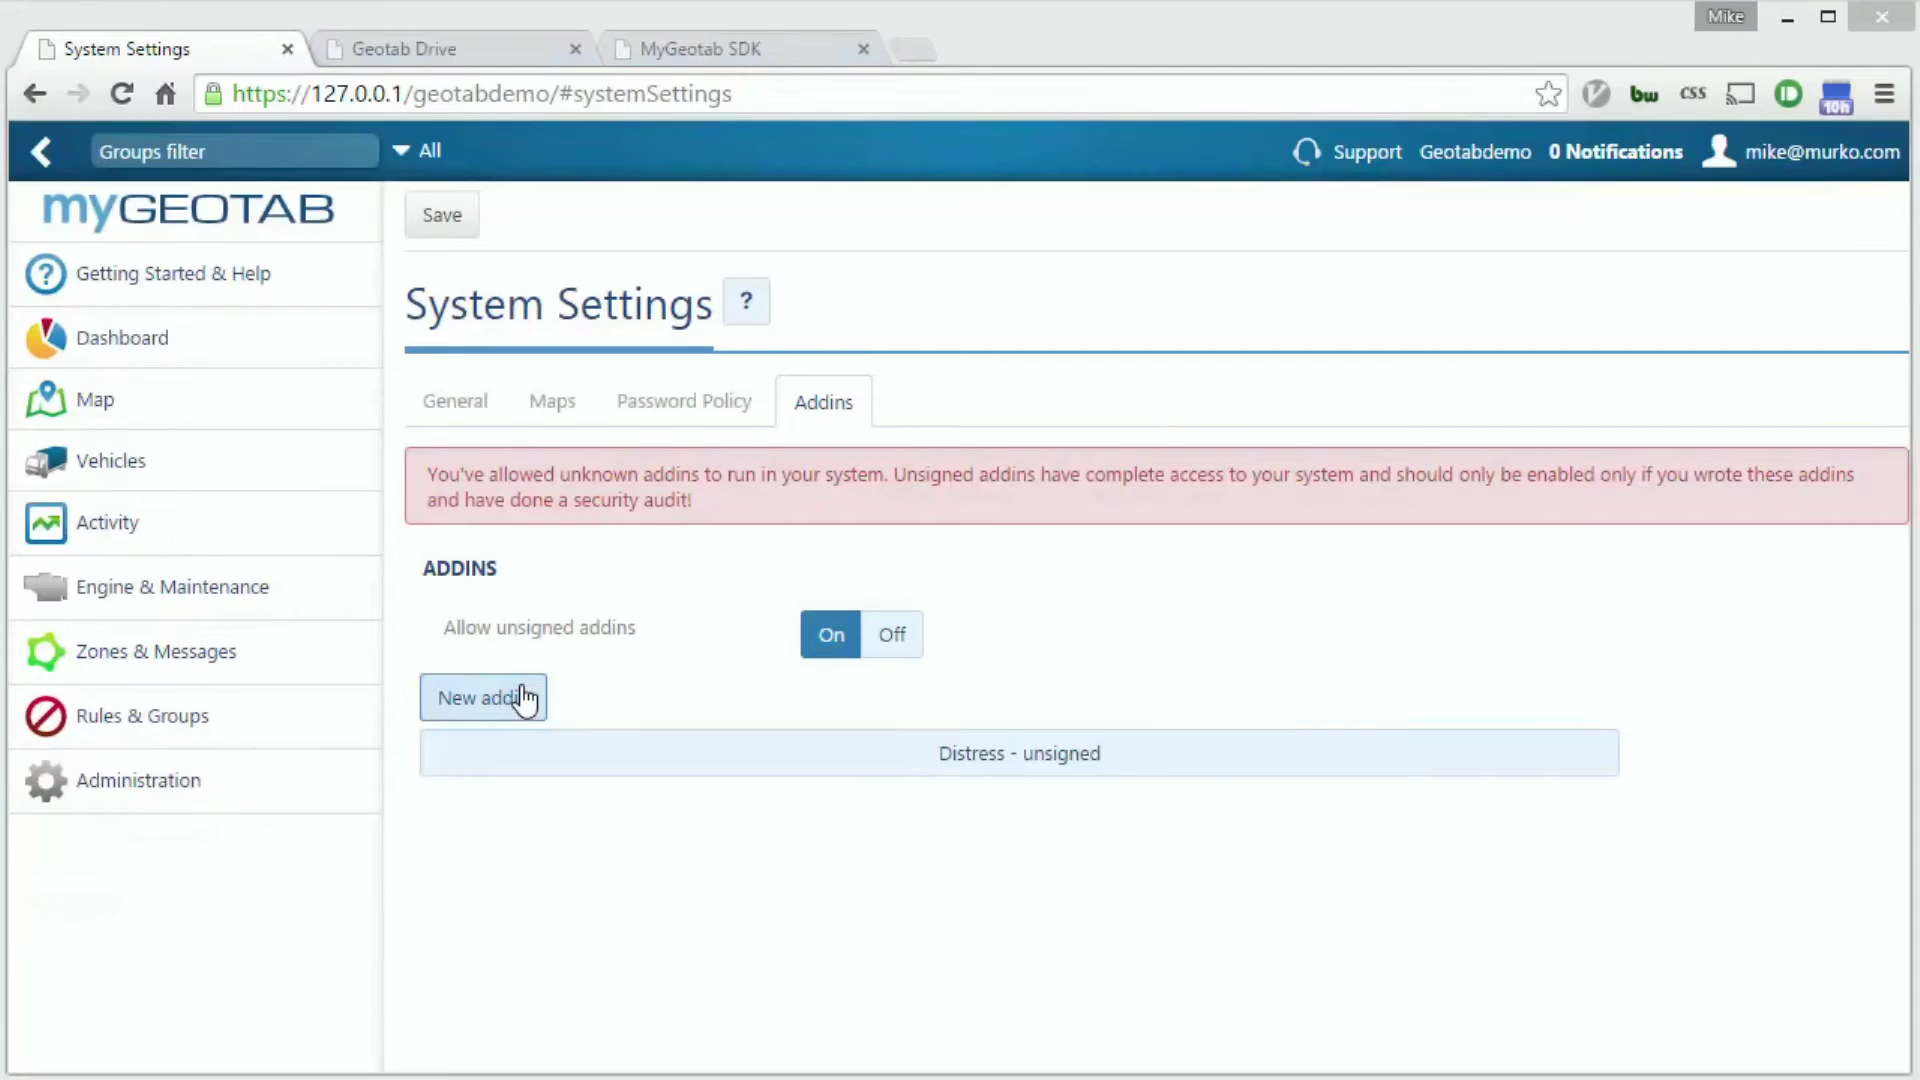 Mike
System Settings
Geotab Drive
MyGeotab SDK
https://127.0.0.1/geotabdemo/#systemSettings
bw
css
10h
Groups filter
All
Support
Geotabdemo
0 Notifications
mike@murko.com
myGEOTAB
Save
Getting Started & Help
System Settings
?
Dashboard
Map
General
Maps
Password Policy
Addins
Vehicles
You've allowed unknown addins to run in your system. Unsigned addins have complete access to your system and should only be enabled only if you wrote these addins
and have done a security audit!
Activity
ADDINS
Engine & Maintenance
Allow unsigned addins
On
Off
Zones & Messages
New
Rules & Groups
Distress - unsigned
Administration